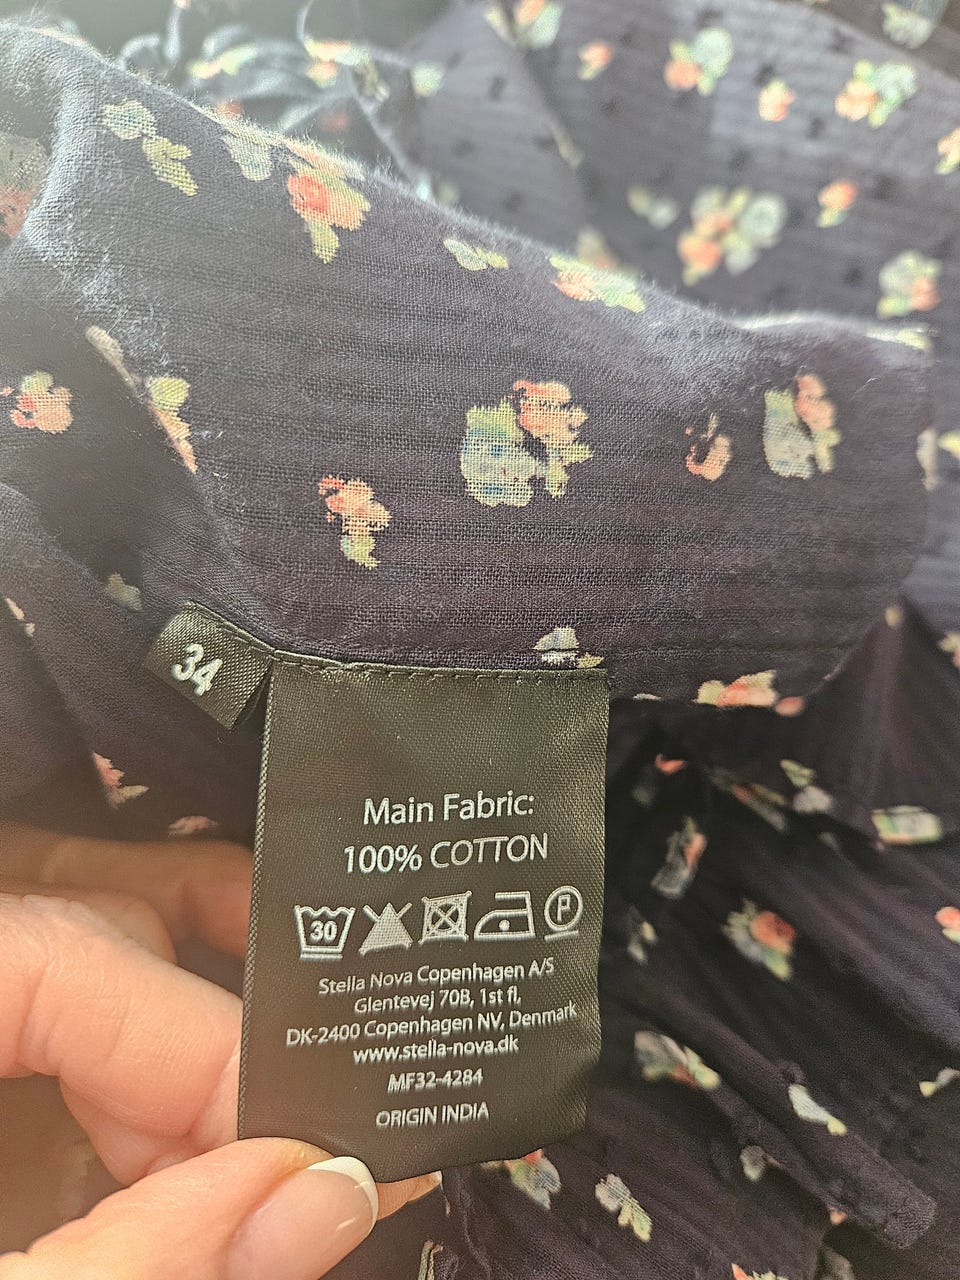 34
Main Fabric:
100% COTTON
30 P
Stella Nova Copenhagen A/S
Glentevej 70B, 1st fl,
DK-2400 Copenhagen NV, Denmark
www.stella-nova.dk
MF32-4284
ORIGIN INDIA